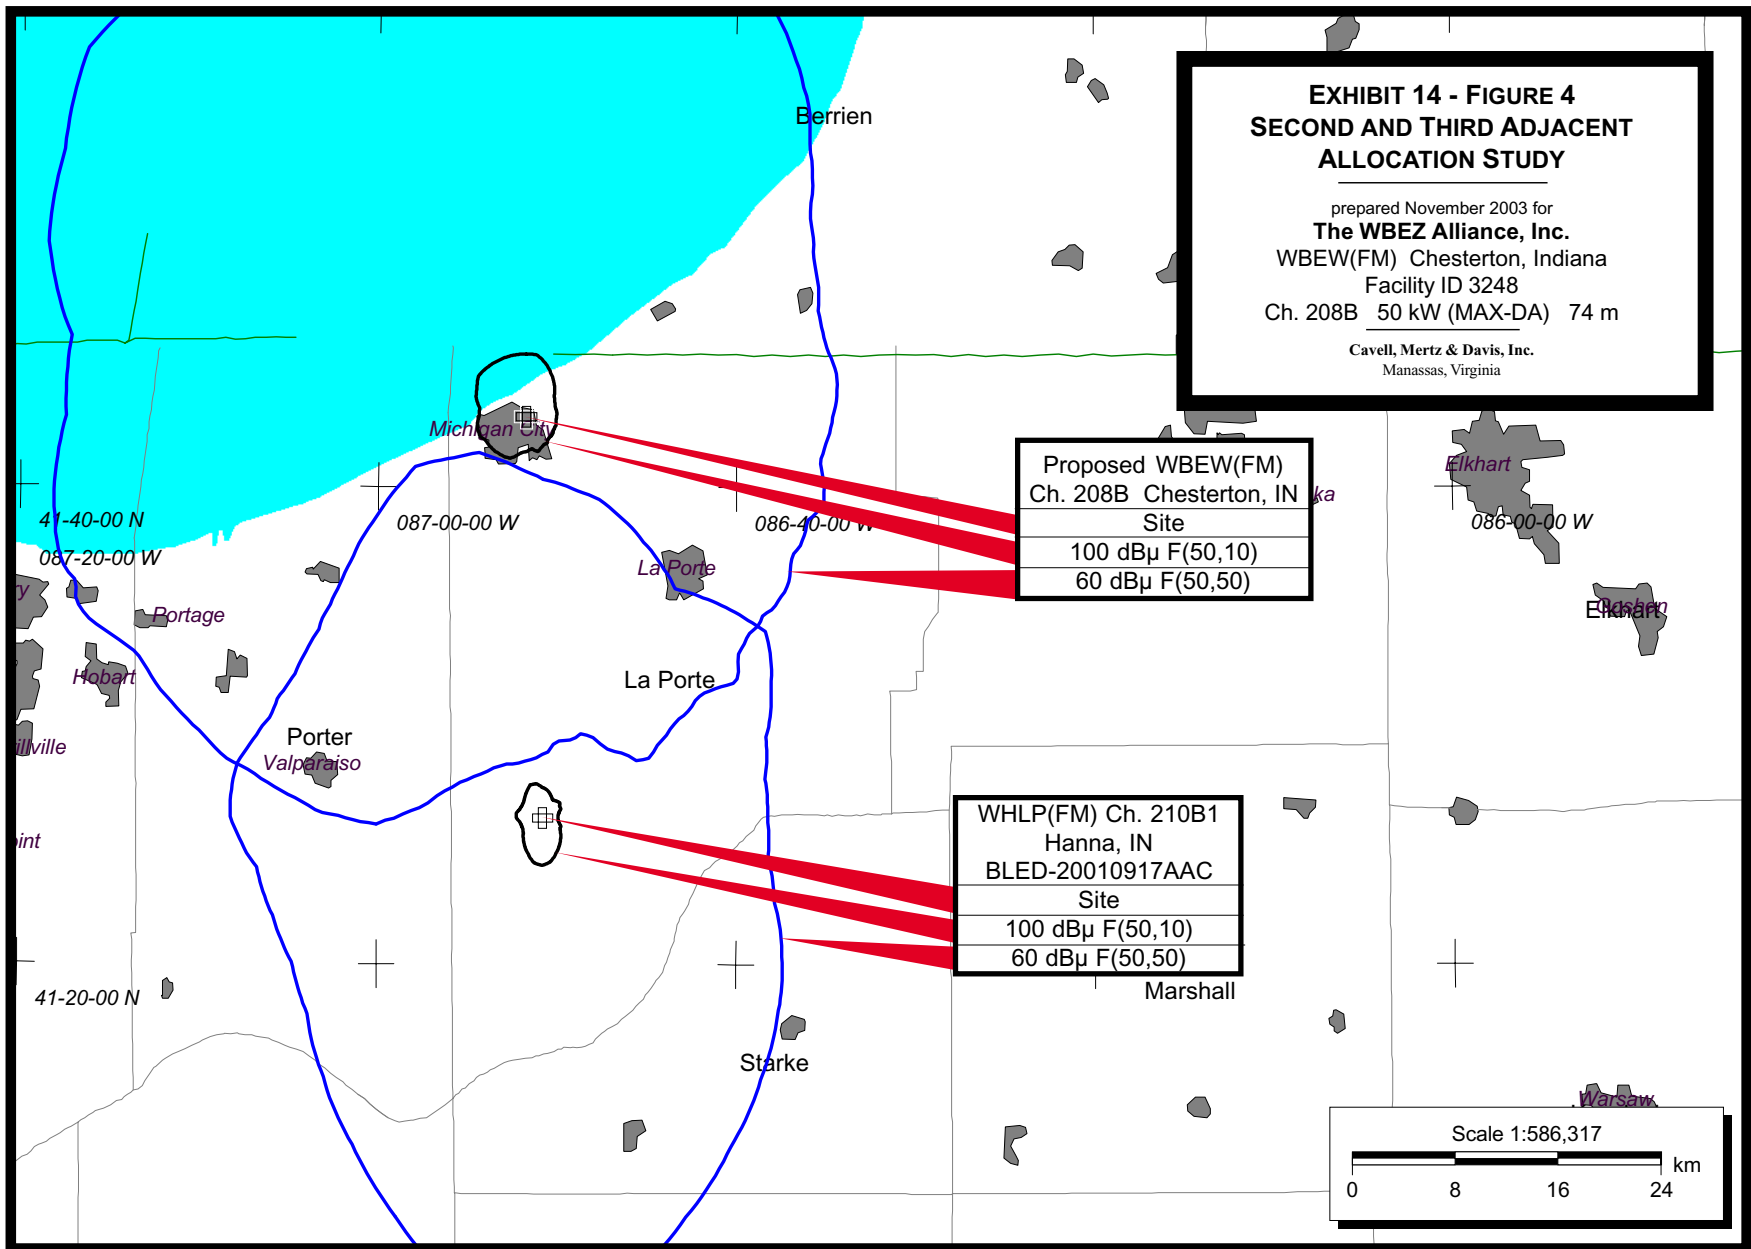 EXHIBIT 14 - FIGURE 4
SECOND AND THIRD ADJACENT
ALLOCATION STUDY
prepared November 2003 for
The WBEZ Alliance, Inc.
WBEW(FM) Chesterton, Indiana
Facility ID 3248
Ch. 208B 50 kW (MAX-DA) 74 m
Cavell, Mertz & Davis, Inc.
Manassas, Virginia
Berrien
Michigan City
Proposed WBEW(FM)
Ch. 208B Chesterton, IN
Site
100 dBµ F(50,10)
60 dBµ F(50,50)
ka
Elkhart
41-40-00 N
087-00-00 W
086-40-00 W
086-00-00 W
087-20-00 W
La Porte
ry
Portage
Elkhart
Goshen
Hobart
La Porte
Porter
illville
Valparaiso
oint
WHLP(FM) Ch. 210B1
Hanna, IN
BLED-20010917AAC
Site
100 dBµ F(50,10)
60 dBµ F(50,50)
41-20-00 N
Marshall
Starke
Warsaw
Scale 1:586,317
km
0 8 16 24